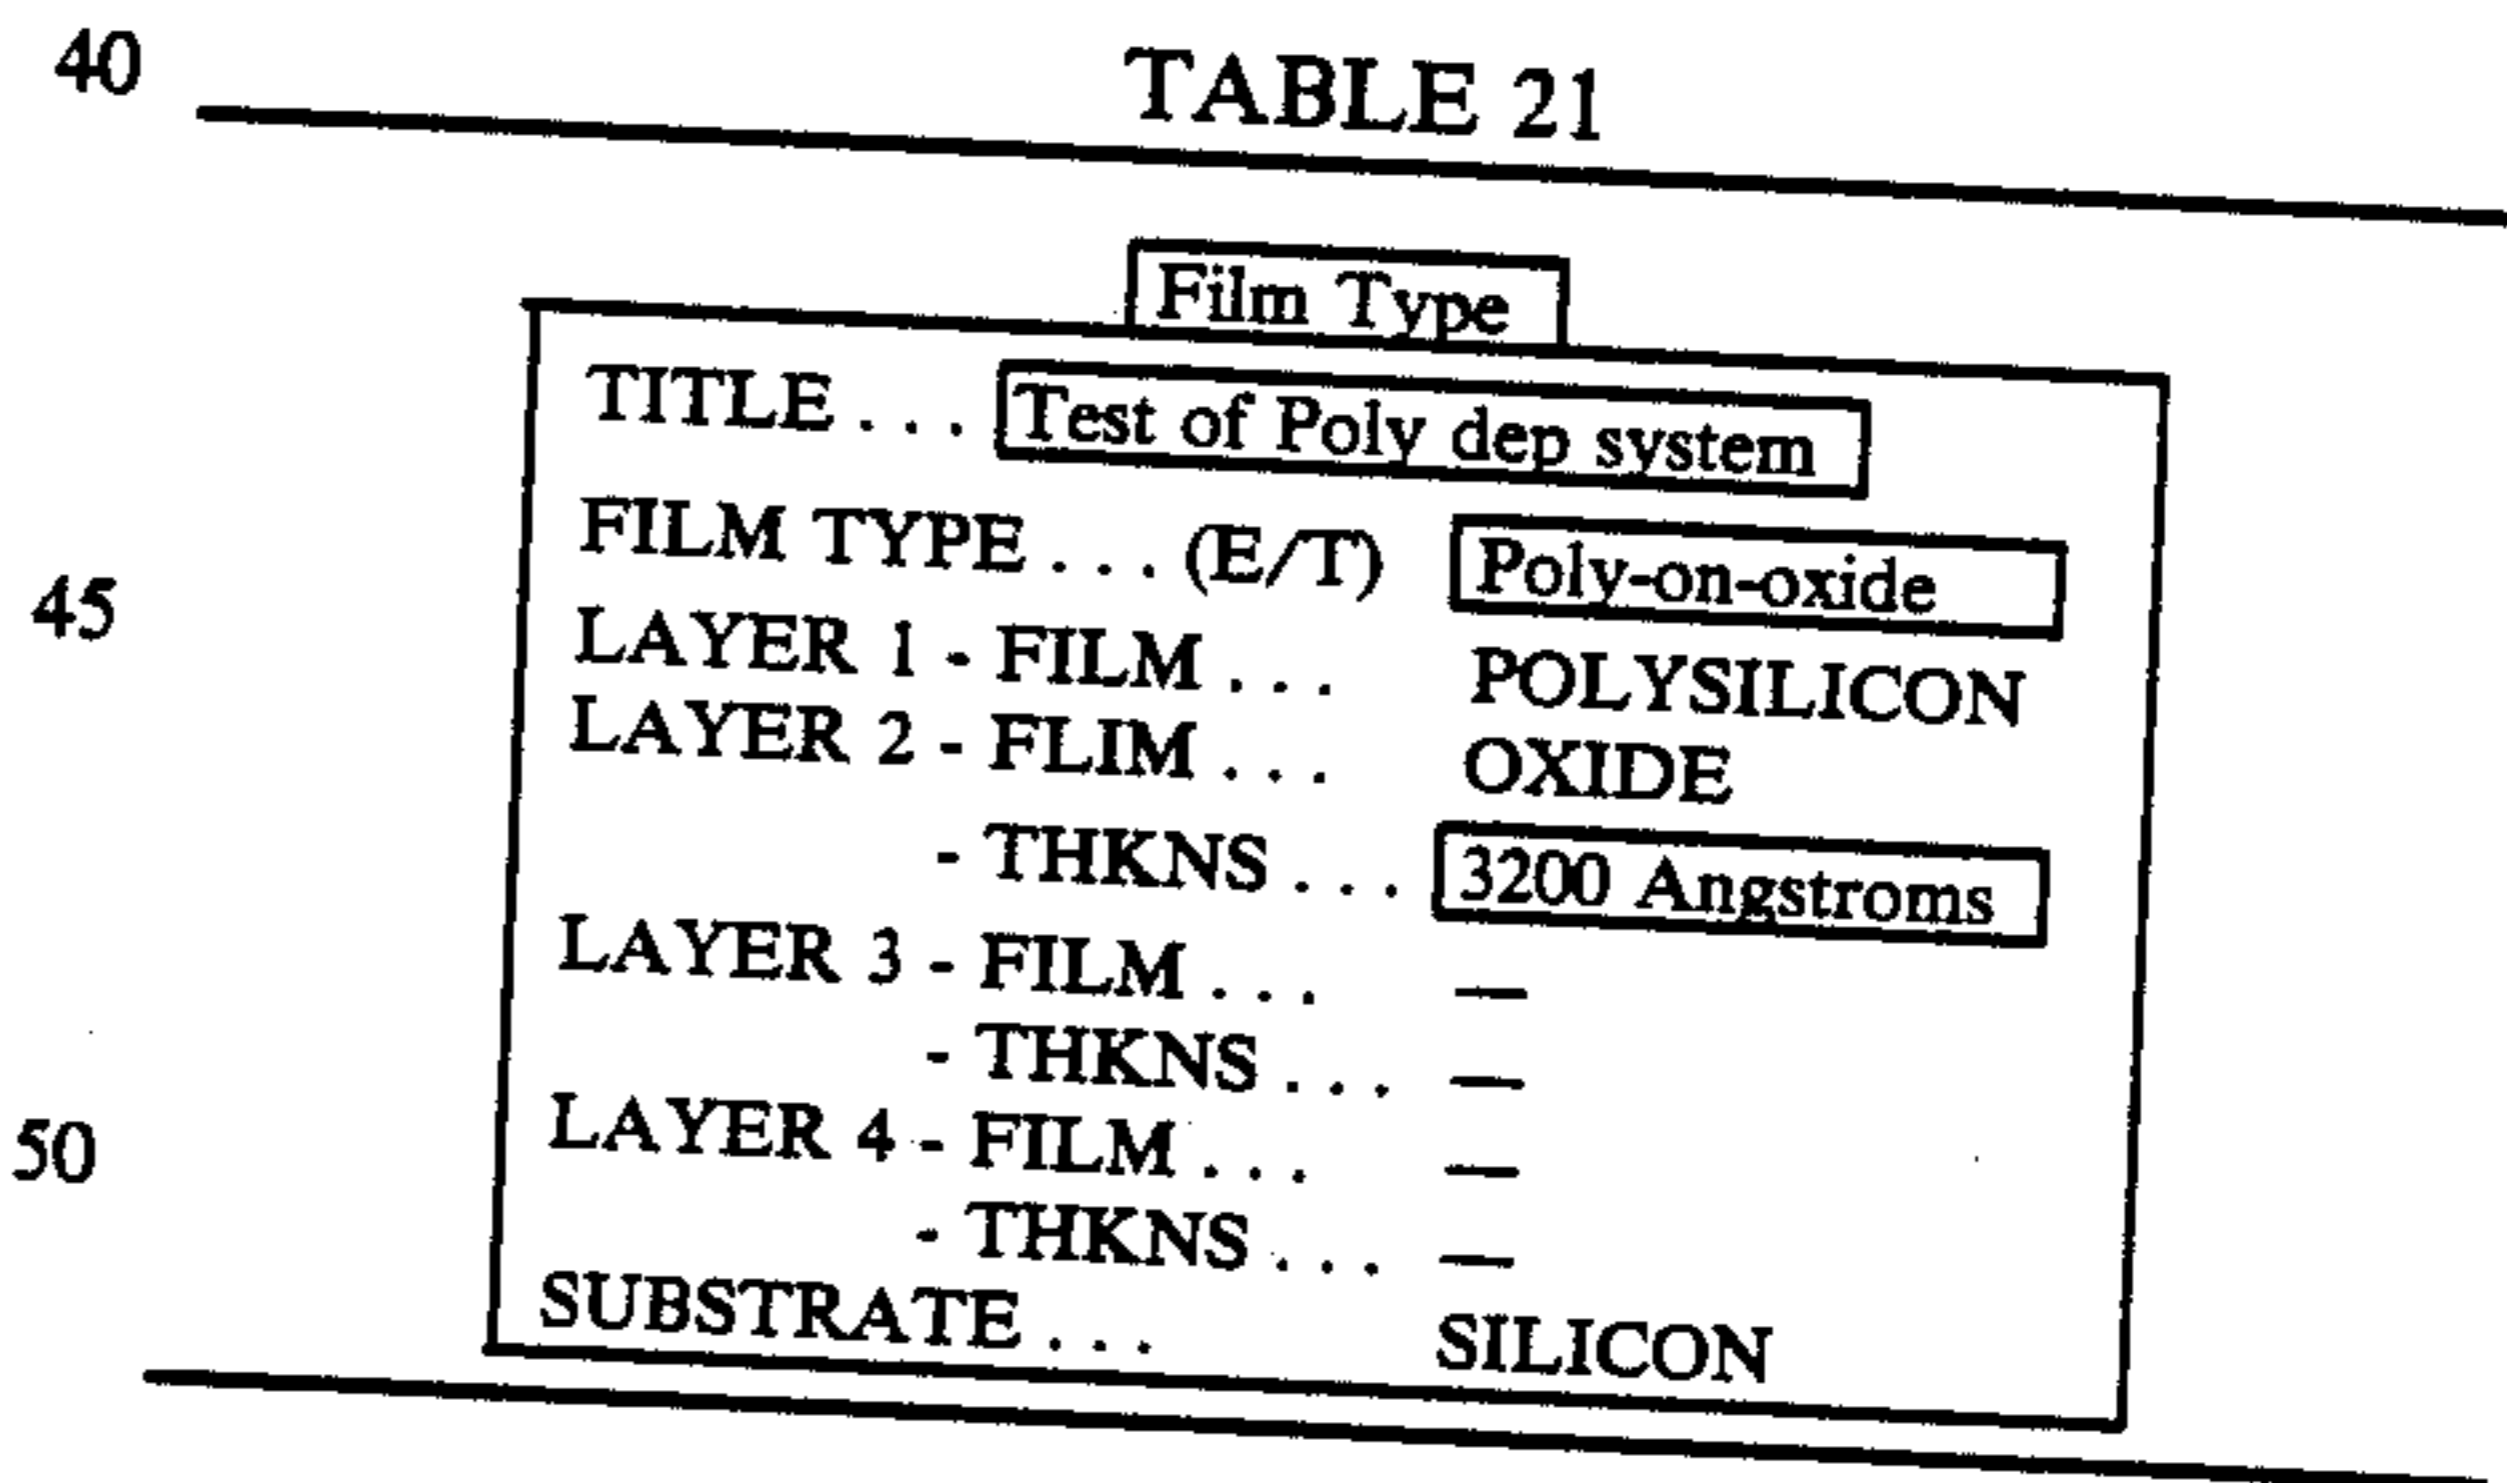 40
TABLE 21
Film Type
TITLE . . . Test of Poly dep system
FILM TYPE . . . (E/T) Poly-on-oxide
45
LAYER 1 - FILM . . . POLYSILICON
LAYER 2 - FLIM . . . OXIDE
- THKNS . . . 3200 Angstroms
LAYER 3 - FILM . . . —
- THKNS . . . —
50
LAYER 4 - FILM . . . —
- THKNS . . . —
SUBSTRATE . . . SILICON